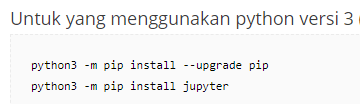 Untuk yang menggunakan python versi 3 (
python3 -m pip install --upgrade pip
python3 -m pip install jupyter